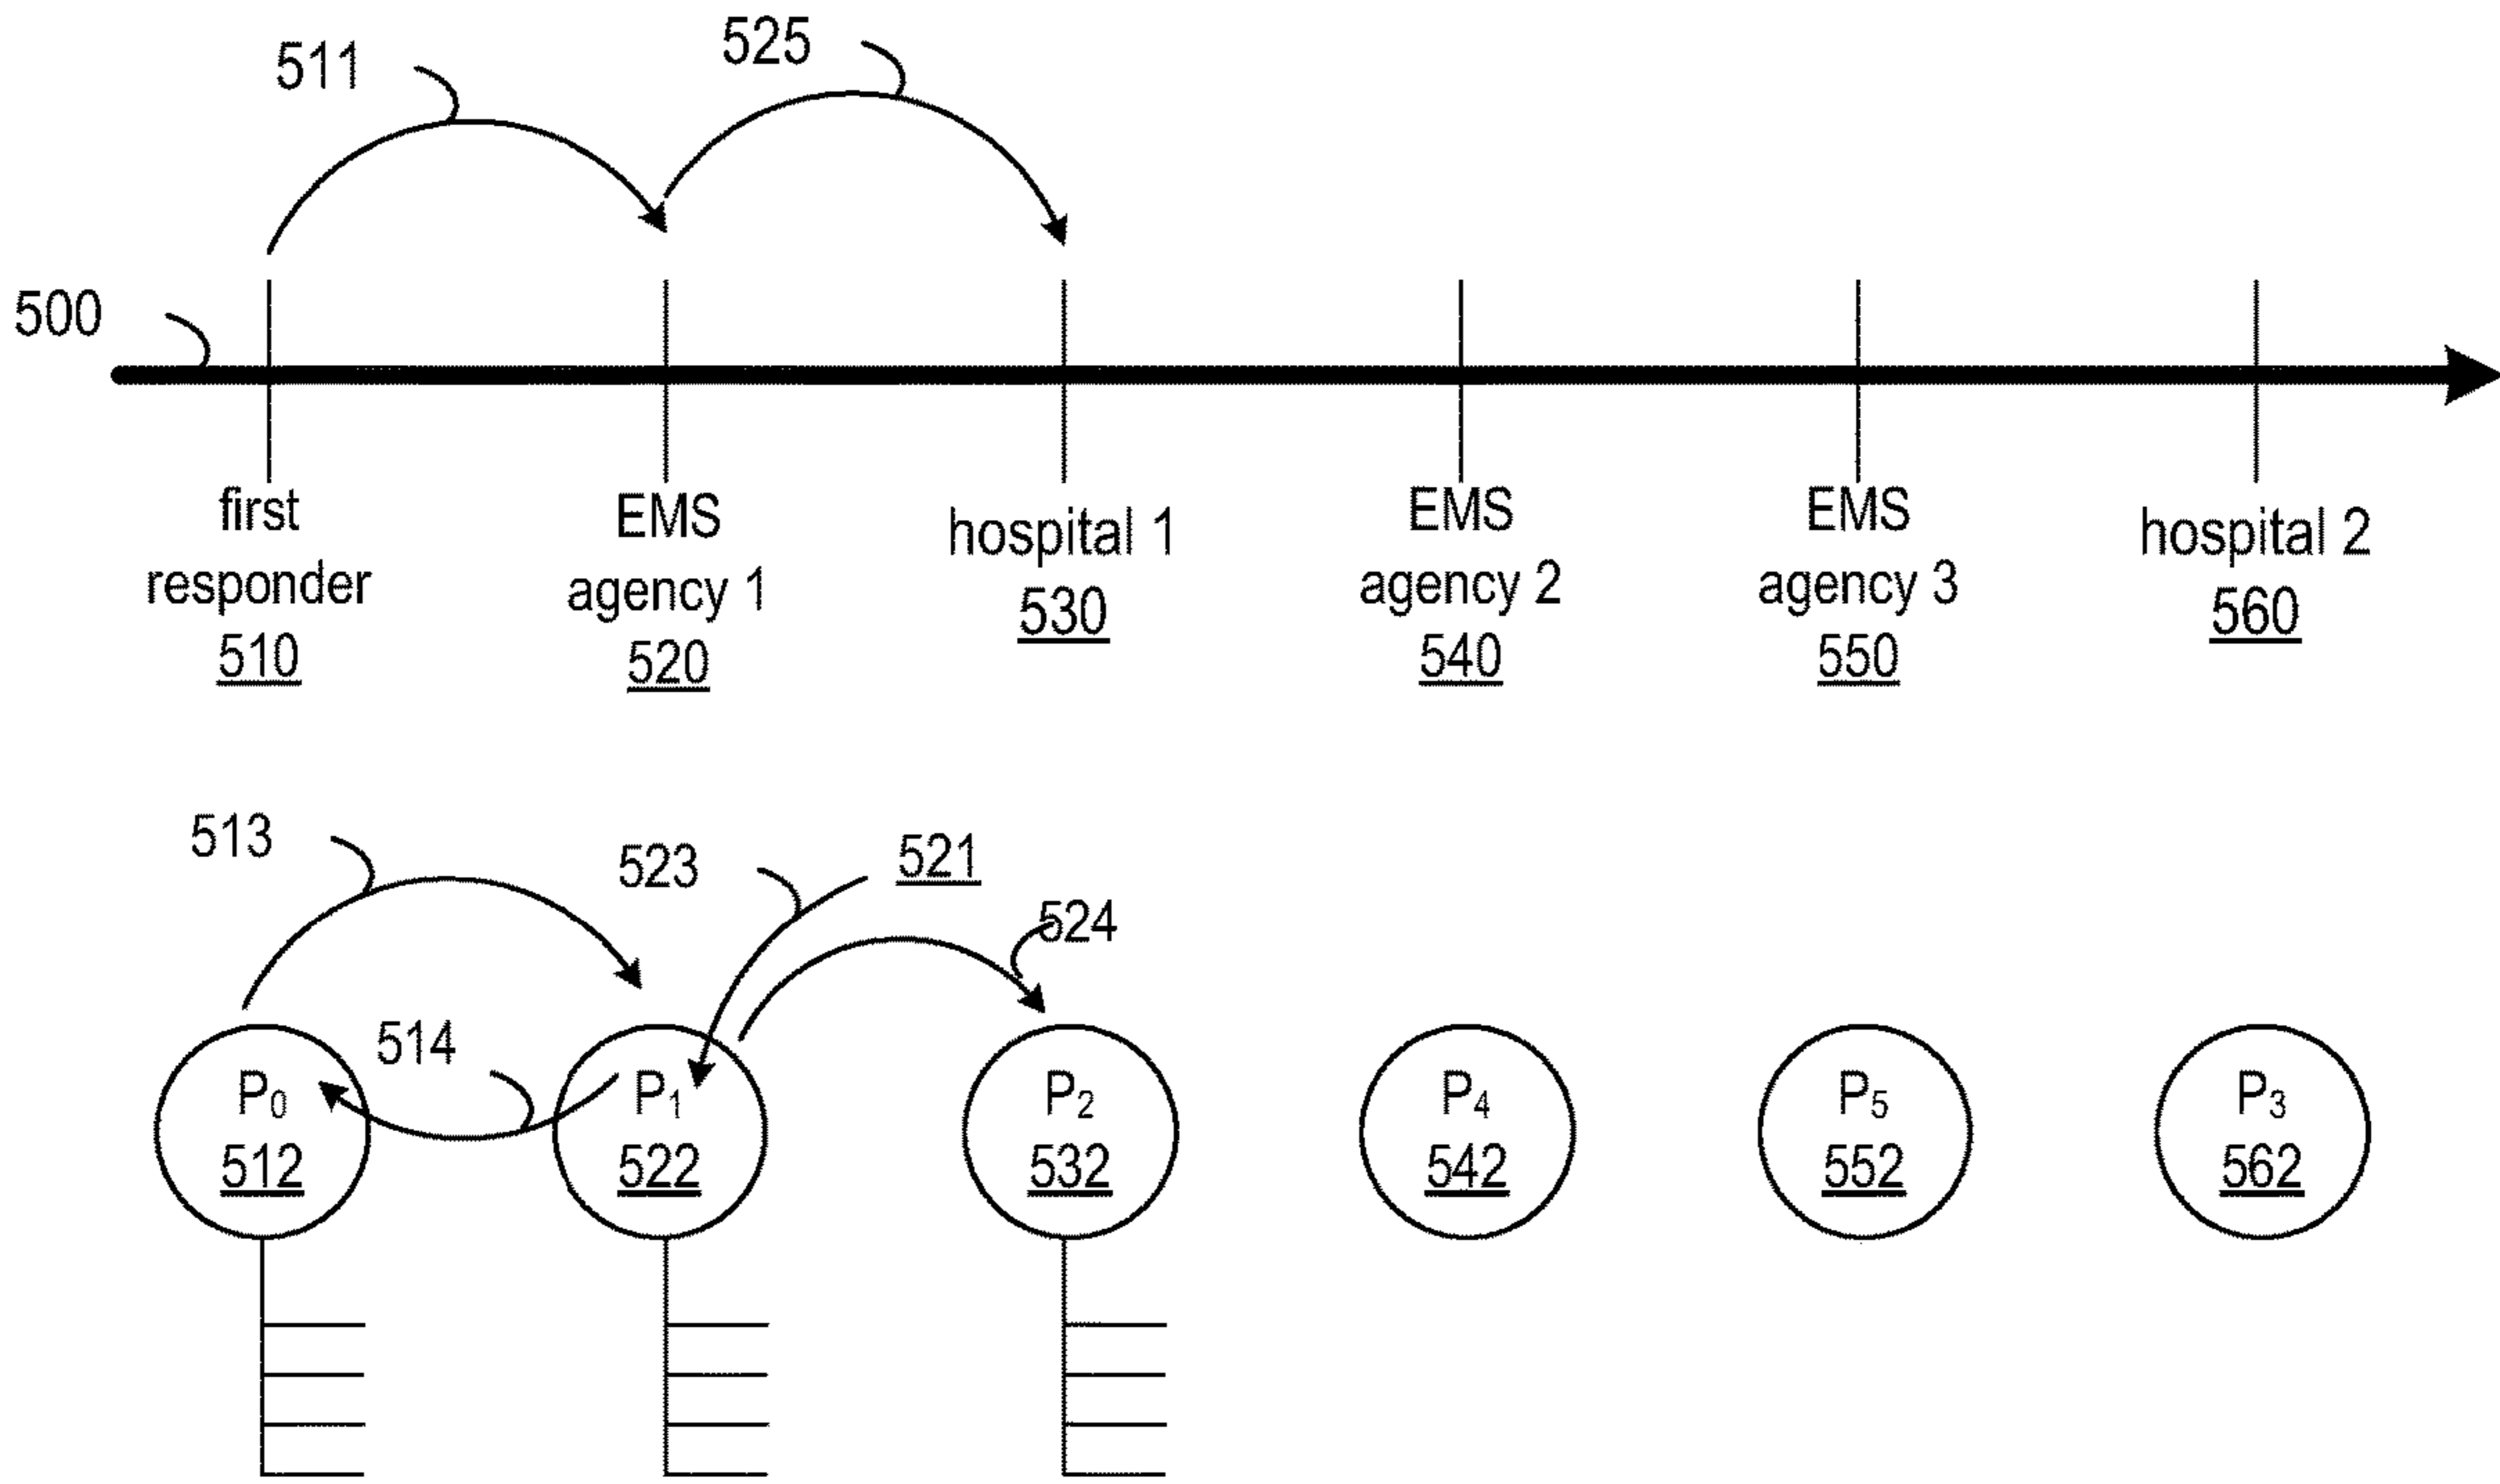 525
511
500
first
responder
510
EMS
agency 1
520
hospital 1
530
EMS
agency 2
540
EMS
agency 3
550
hospital 2
560
513
523
521
524
514
P₀
512
P₁
522
P₂
532
P₄
542
P₅
552
P₃
562